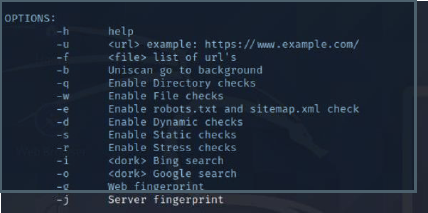 OPTIONS:
-h help
-u <url> example: https://www.example.com/
-f <file> list of url's
-b Uniscan go to background
-q Enable Directory checks
-w Enable File checks
-e Enable robots.txt and sitemap.xml check
-d Enable Dynamic checks
-s Enable Static checks
-r Enable Stress checks
-i <dork> Bing search
-o <dork> Google search
-g Web fingerprint
-j Server fingerprint